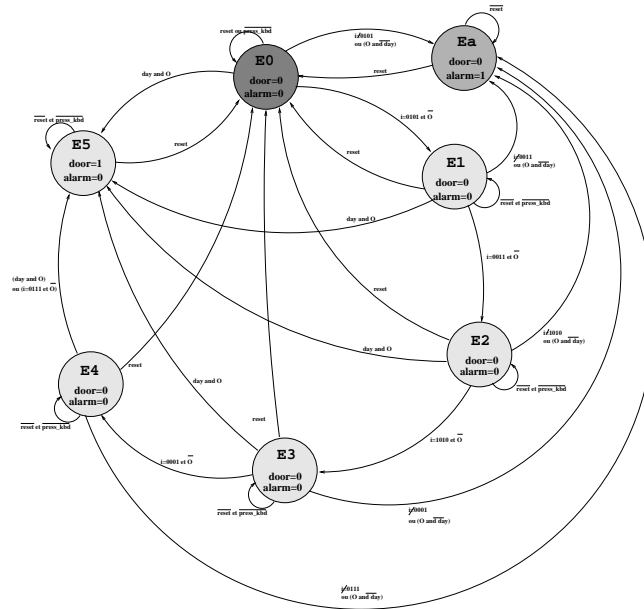 reset
reset ou press_kbd
i≠0101
ou (O and day)
Ea
door=0
alarm=1
E0
door=0
alarm=0
reset
day and O
i=0101 et O
reset et press_kbd
E5
door=1
alarm=0
reset
reset
E1
door=0
alarm=0
i≠0011
ou (O and day)
reset et press_kbd
day and O
(day and O)
ou (i=0111 et O)
i=0011 et O
reset
i≠1010
ou (O and day)
E2
door=0
alarm=0
day and O
reset
day and O
E4
door=0
alarm=0
reset et press_kbd
reset
reset et press_kbd
i=0001 et O
i=1010 et O
E3
door=0
alarm=0
reset et press_kbd
i≠0001
ou (O and day)
i≠0111
ou (O and day)